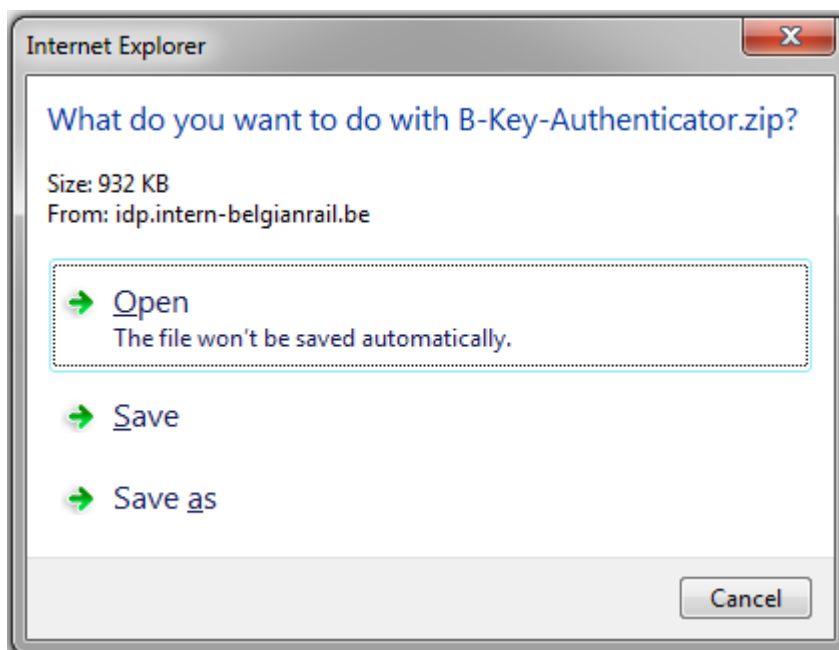 Internet Explorer
What do you want to do with B-Key-Authenticator.zip?
Size: 932 KB
From: idp.intern-belgianrail.be
Open
The file won't be saved automatically.
Save
Save as
Cancel